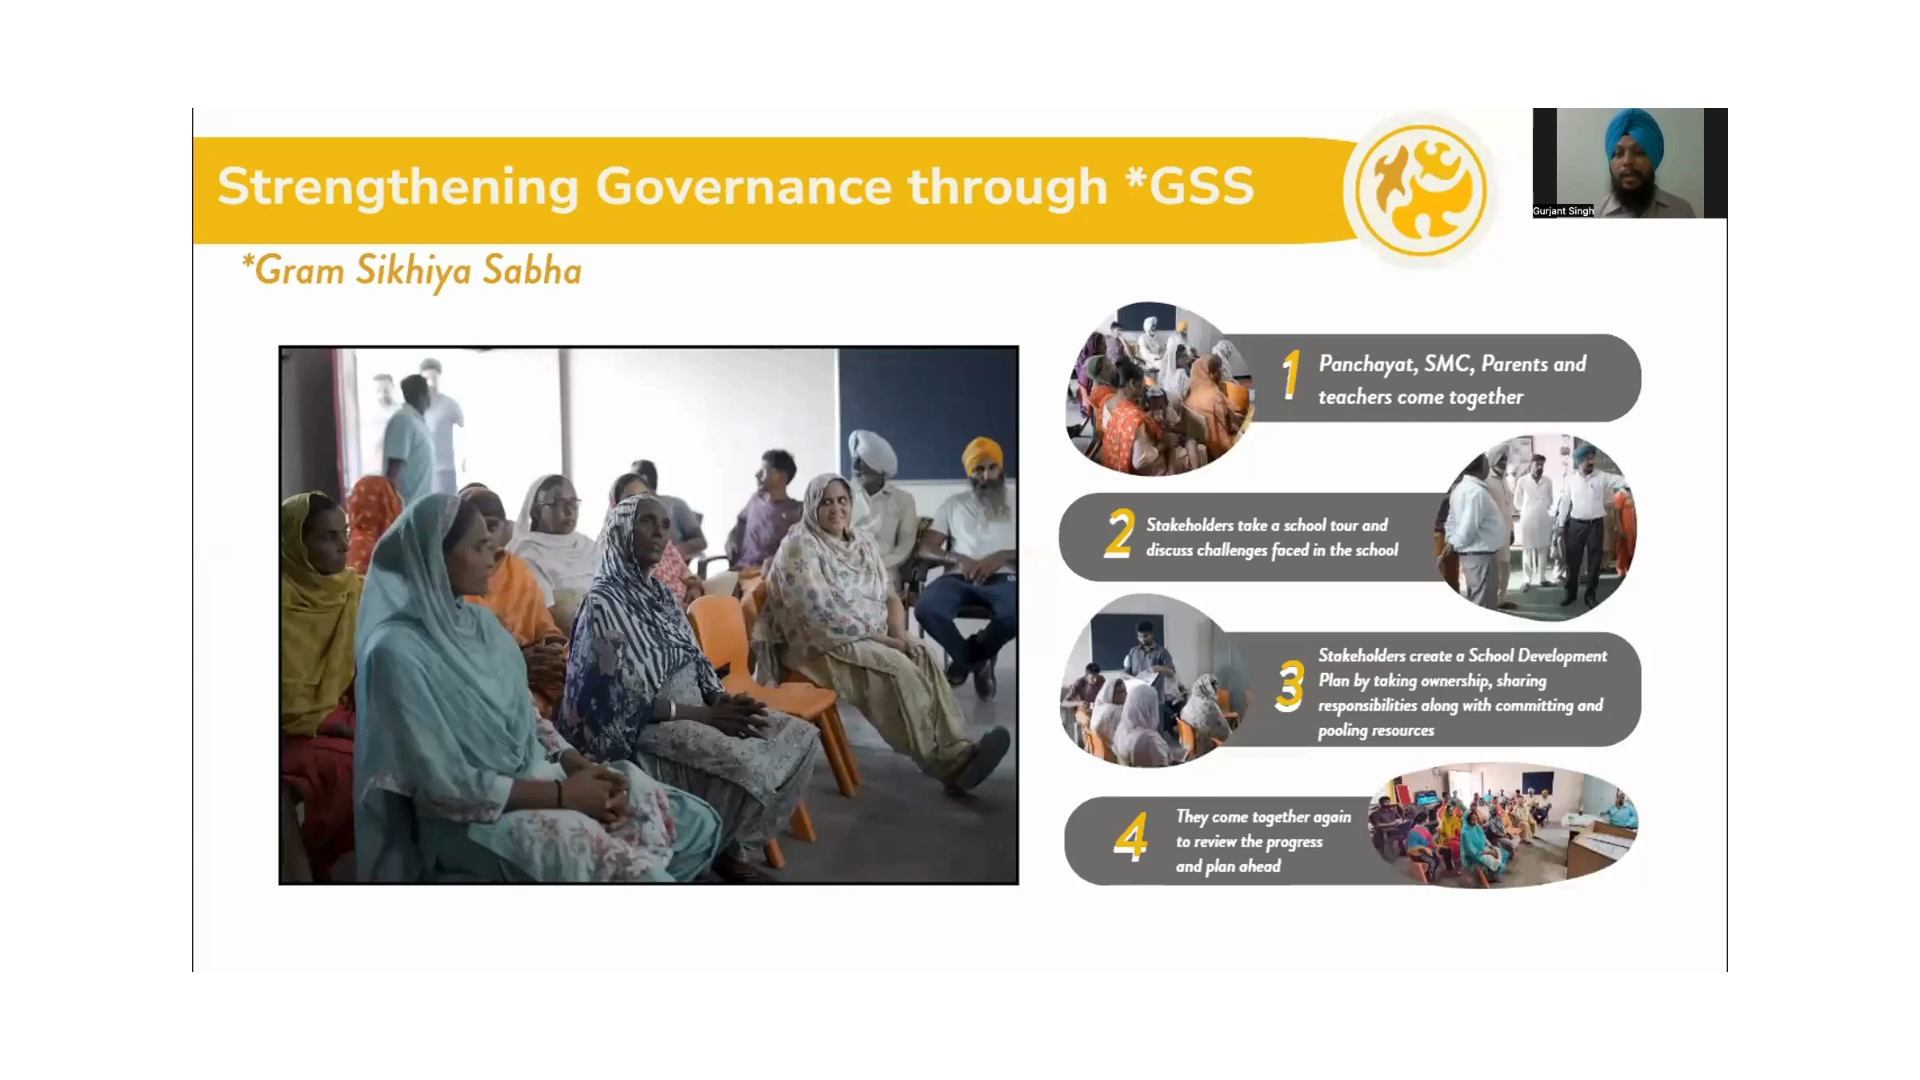 Strengthening Governance through *GSS
Gurjant Singh
*Gram Sikhiya Sabha
1
Panchayat, SMC, Parents and
teachers come together
2
Stakeholders take a school tour and
discuss challenges faced in the school
3
Stakeholders create a School Development
Plan by taking ownership, sharing
responsibilities along with committing and
pooling resources
4
They come together again
to review the progress
and plan ahead